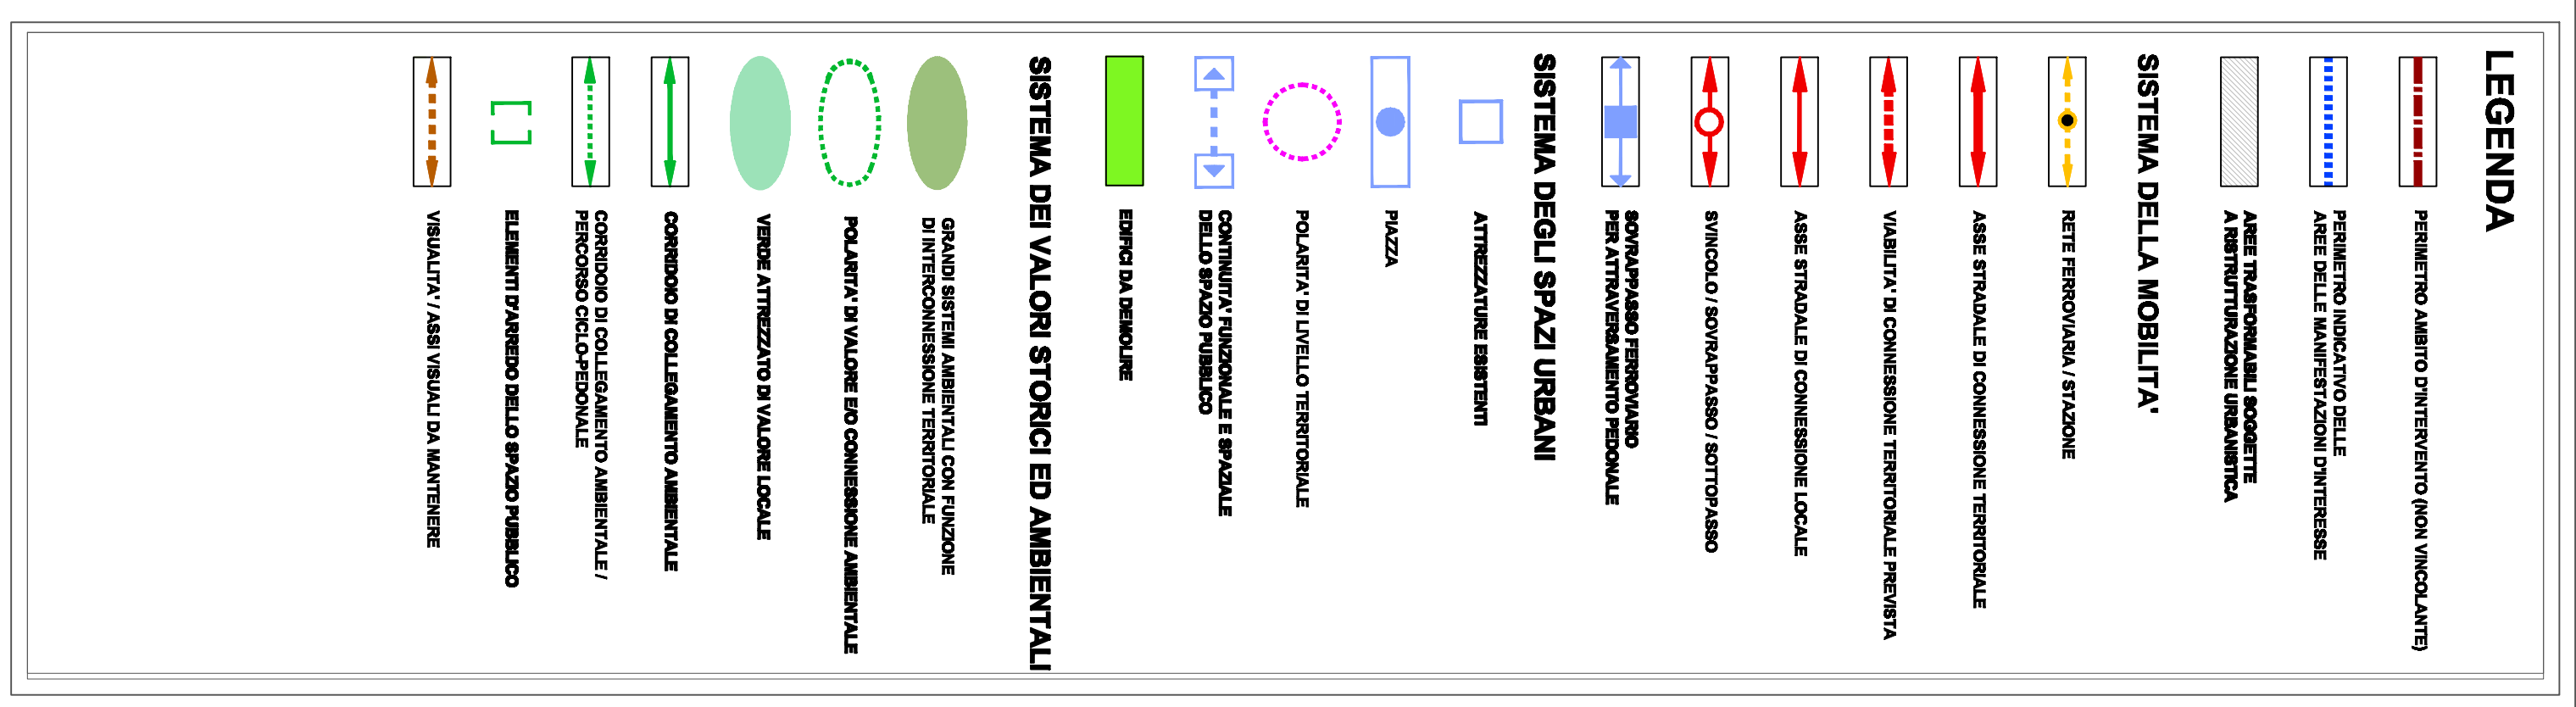 LEGENDA
PERIMETRO AMBITO D'INTERVENTO (NON VINCOLANTE)
PERIMETRO INDICATIVO DELLE
AREE DELLE MANIFESTAZIONI D'INTERESSE
AREE TRASFORMABILI SOGGETTE
A RISTRUTTURAZIONE URBANISTICA
SISTEMA DELLA MOBILITA'
RETE FERROVIARIA / STAZIONE
ASSE STRADALE DI CONNESSIONE TERRITORIALE
VIABILITA' DI CONNESSIONE TERRITORIALE PREVISTA
ASSE STRADALE DI CONNESSIONE LOCALE
SVINCOLO / SOVRAPPASSO / SOTTOPASSO
SOVRAPPASSO FERROVIARIO
PER ATTRAVERSAMENTO PEDONALE
SISTEMA DEGLI SPAZI URBANI
ATTREZZATURE ESISTENTI
PIAZZA
POLARITA' DI LIVELLO TERRITORIALE
CONTINUITA' FUNZIONALE E SPAZIALE
DELLO SPAZIO PUBBLICO
EDIFICI DA DEMOLIRE
SISTEMA DEI VALORI STORICI ED AMBIENTALI
GRANDI SISTEMI AMBIENTALI CON FUNZIONE
DI INTERCONNESSIONE TERRITORIALE
POLARITA' DI VALORE E/O CONNESSIONE AMBIENTALE
VERDE ATTREZZATO DI VALORE LOCALE
CORRIDOIO DI COLLEGAMENTO AMBIENTALE
CORRIDOIO DI COLLEGAMENTO AMBIENTALE /
PERCORSO CICLO-PEDONALE
ELEMENTI D'ARREDO DELLO SPAZIO PUBBLICO
VISUALITA' / ASSI VISUALI DA MANTENERE